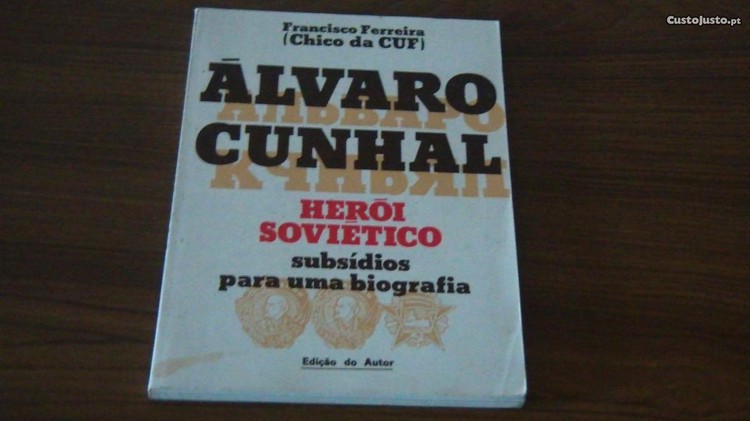 CustoJusto.pt
Francisco Ferreira
(Chico da CUF)
ÁLVARO
АЛЬВАРО
CUNHAL
HERÓI
SOVIÉTICO
subsídios
para uma biografia
Edição do Autor